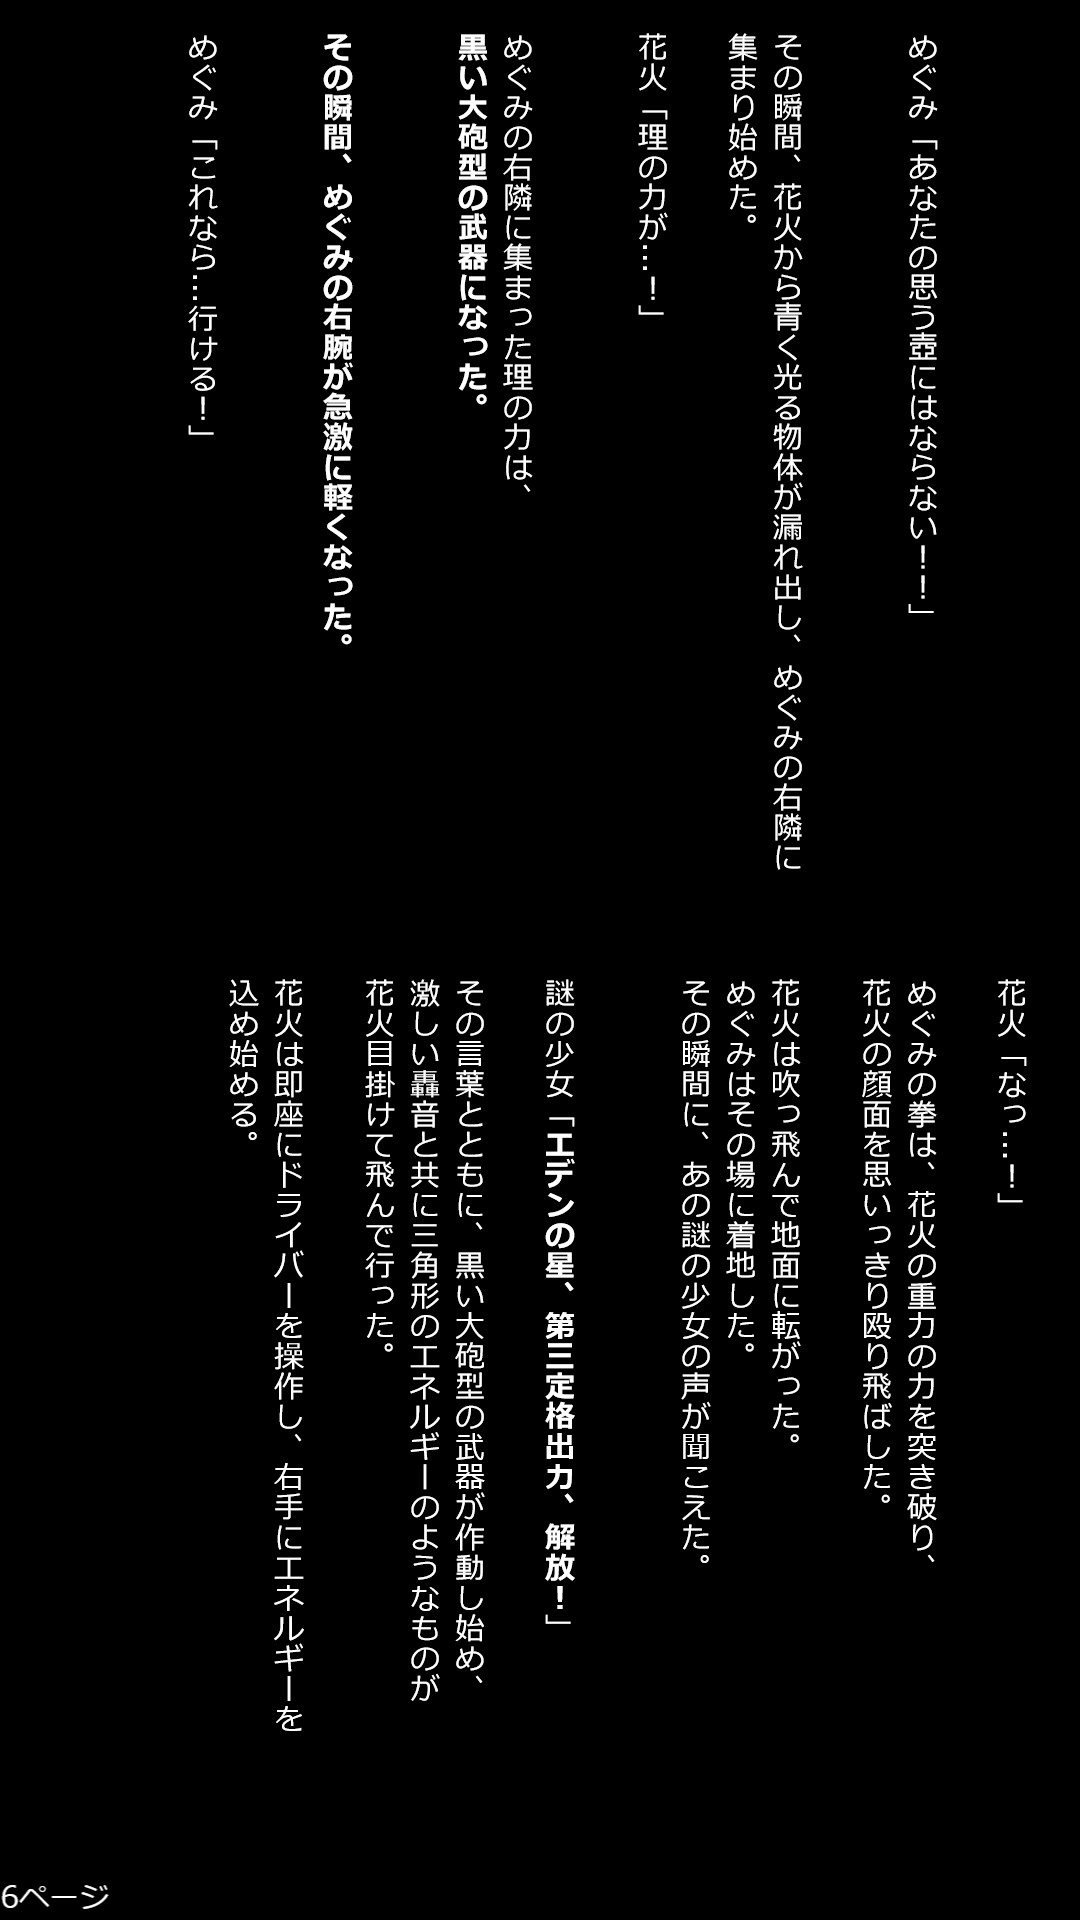 めぐみ「あなたの思う壺にはならない！！」
その瞬間、花火から青く光る物体が漏れ出し、めぐみの右隣に
集まり始めた。
花火「理の力が…！」
めぐみの右隣に集まった理の力は、
黒い大砲型の武器になった。
その瞬間、めぐみの右腕が急激に軽くなった。
めぐみ「これなら…行ける！」
花火「なっ…！」
めぐみの拳は、花火の重力の力を突き破り、
花火の顔面を思いっきり殴り飛ばした。
花火は吹っ飛んで地面に転がった。
めぐみはその場に着地した。
その瞬間に、あの謎の少女の声が聞こえた。
謎の少女「エデンの星、第三定格出力、解放！」
その言葉とともに、黒い大砲型の武器が作動し始め、
激しい轟音と共に三角形のエネルギーのようなものが
花火目掛けて飛んで行った。
花火は即座にドライバーを操作し、右手にエネルギーを
込め始める。
6ページ